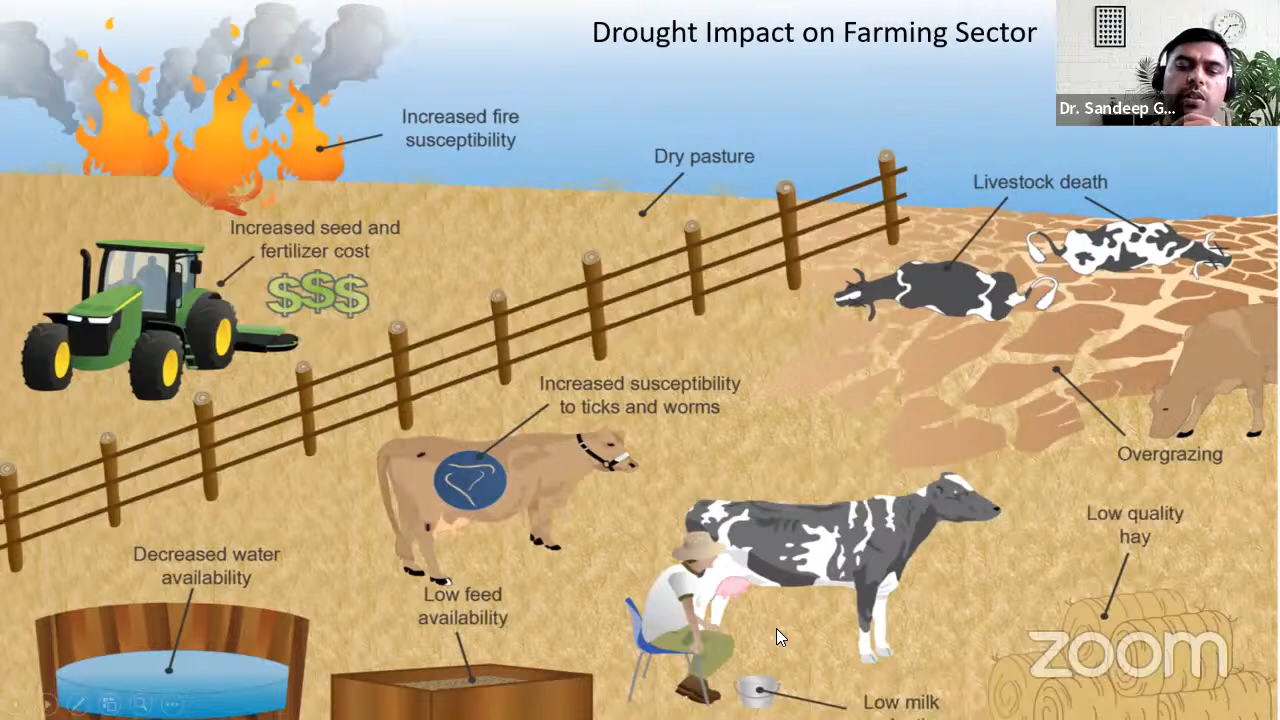 Drought Impact on Farming Sector
Dr. Sandeep G...
Increased fire
susceptibility
Dry pasture
Livestock death
Increased seed and
fertilizer cost
$$$
Increased susceptibility
to ticks and worms
Overgrazing
Low quality
hay
Decreased water
availability
Low feed
availability
zoom
Low milk